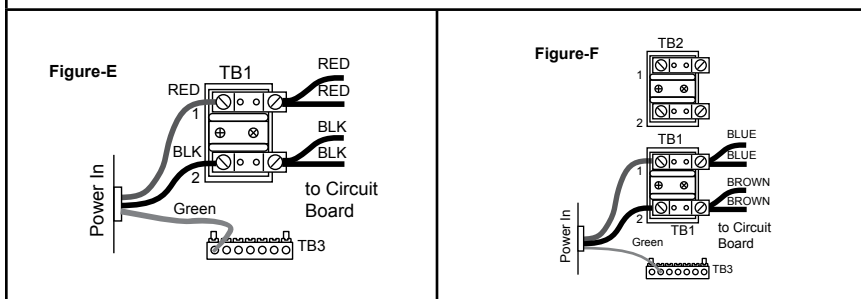 Figure-E
TB1
RED
RED
RED
1
BLK
BLK
BLK
2
to Circuit
Board
Power In
Green
TB3
Figure-F
TB2
1
2
TB1
BLUE
BLUE
1
BROWN
BROWN
2
TB1
to Circuit
Board
Power In
Green
TB3